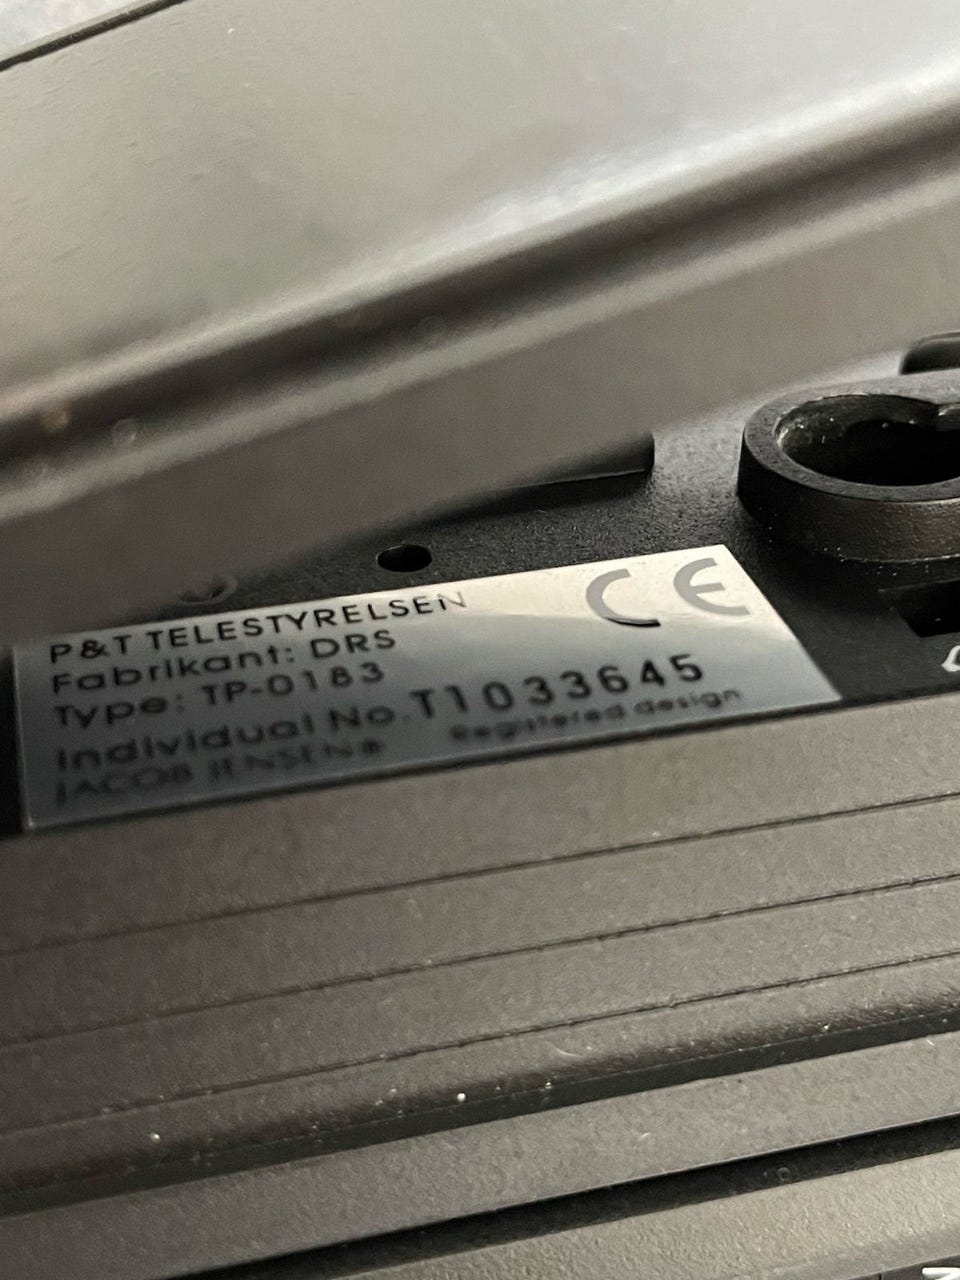 P&T TELESTYRELSEN
Fabrikant: DRS
Type: TP-0183
Individual No. T1033645
JACOB JENSEN® Registered design
CE